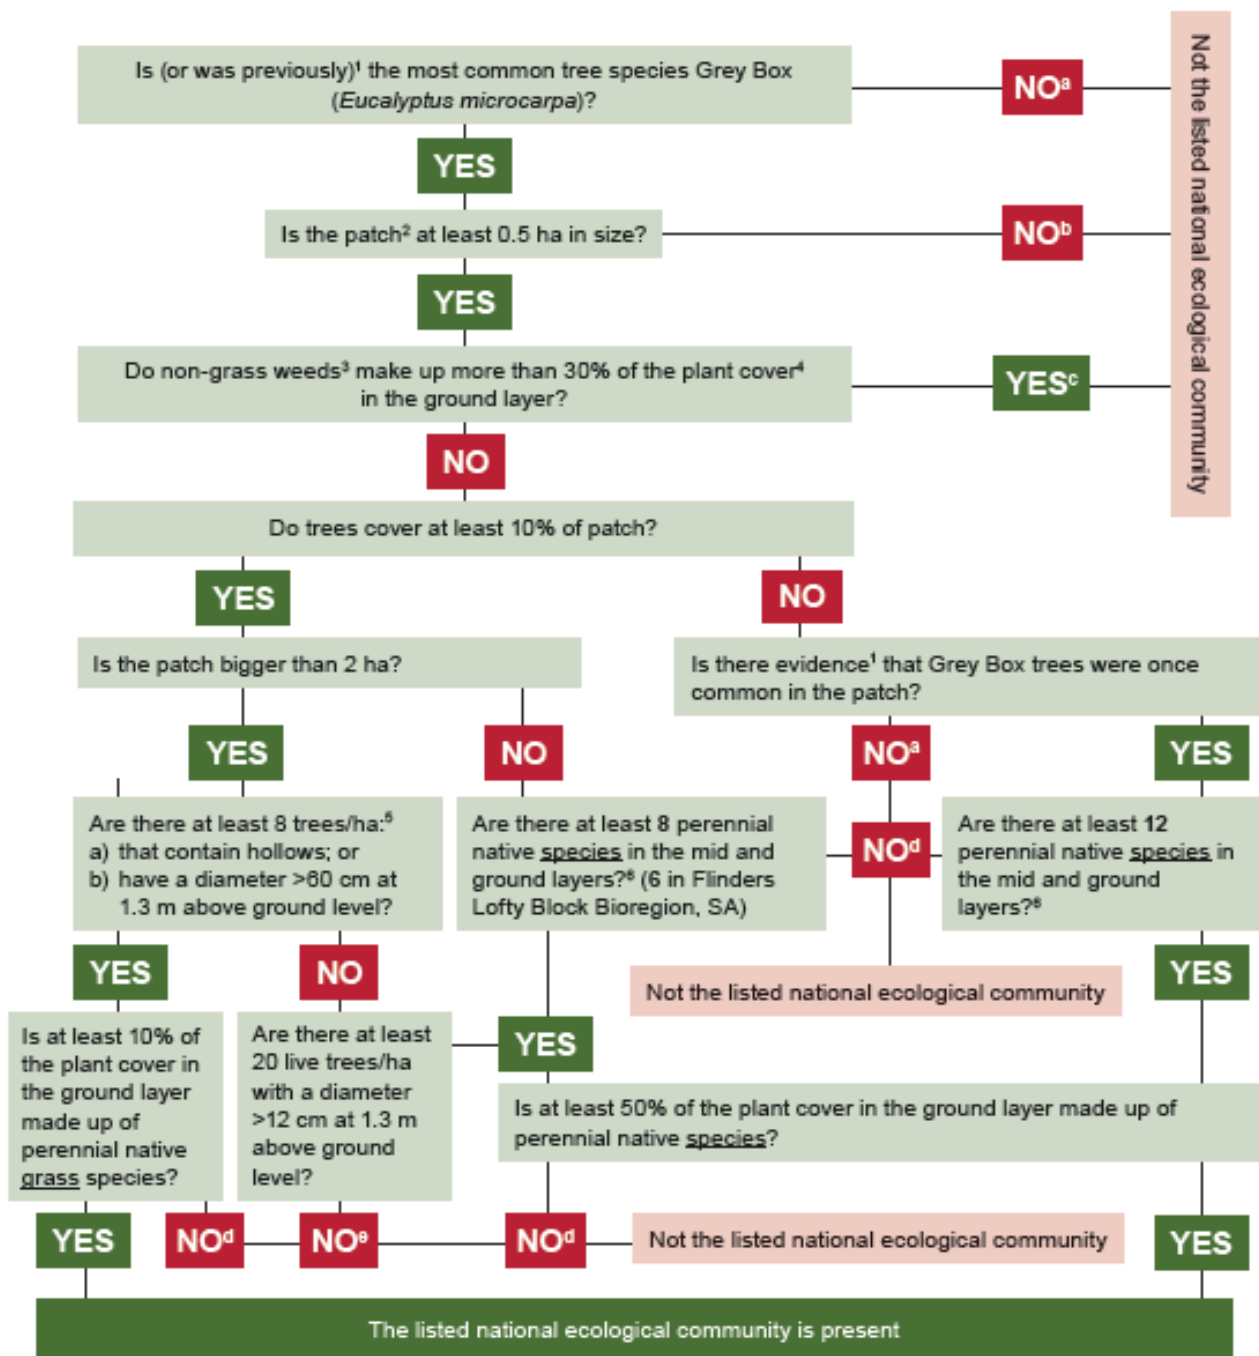 Is (or was previously)¹ the most common tree species Grey Box
(Eucalyptus microcarpa)?
NOᵃ
Not the listed national ecological community
YES
Is the patch² at least 0.5 ha in size?
NOᵇ
YES
Do non-grass weeds³ make up more than 30% of the plant cover⁴
in the ground layer?
YESᶜ
NO
Do trees cover at least 10% of patch?
YES
NO
Is the patch bigger than 2 ha?
Is there evidence¹ that Grey Box trees were once
common in the patch?
YES
NO
NOᵃ
YES
Are there at least 8 trees/ha:⁵
a) that contain hollows; or
b) have a diameter >60 cm at
1.3 m above ground level?
Are there at least 8 perennial
native species in the mid and
ground layers?⁶ (6 in Flinders
Lofty Block Bioregion, SA)
NOᵈ
Are there at least 12
perennial native species in
the mid and ground
layers?⁶
YES
NO
Not the listed national ecological community
YES
Is at least 10% of
the plant cover in
the ground layer
made up of
perennial native
grass species?
Are there at least
20 live trees/ha
with a diameter
>12 cm at 1.3 m
above ground
level?
YES
Is at least 50% of the plant cover in the ground layer made up of
perennial native species?
YES
NOᵈ
NOᵉ
NOᵈ
Not the listed national ecological community
YES
The listed national ecological community is present